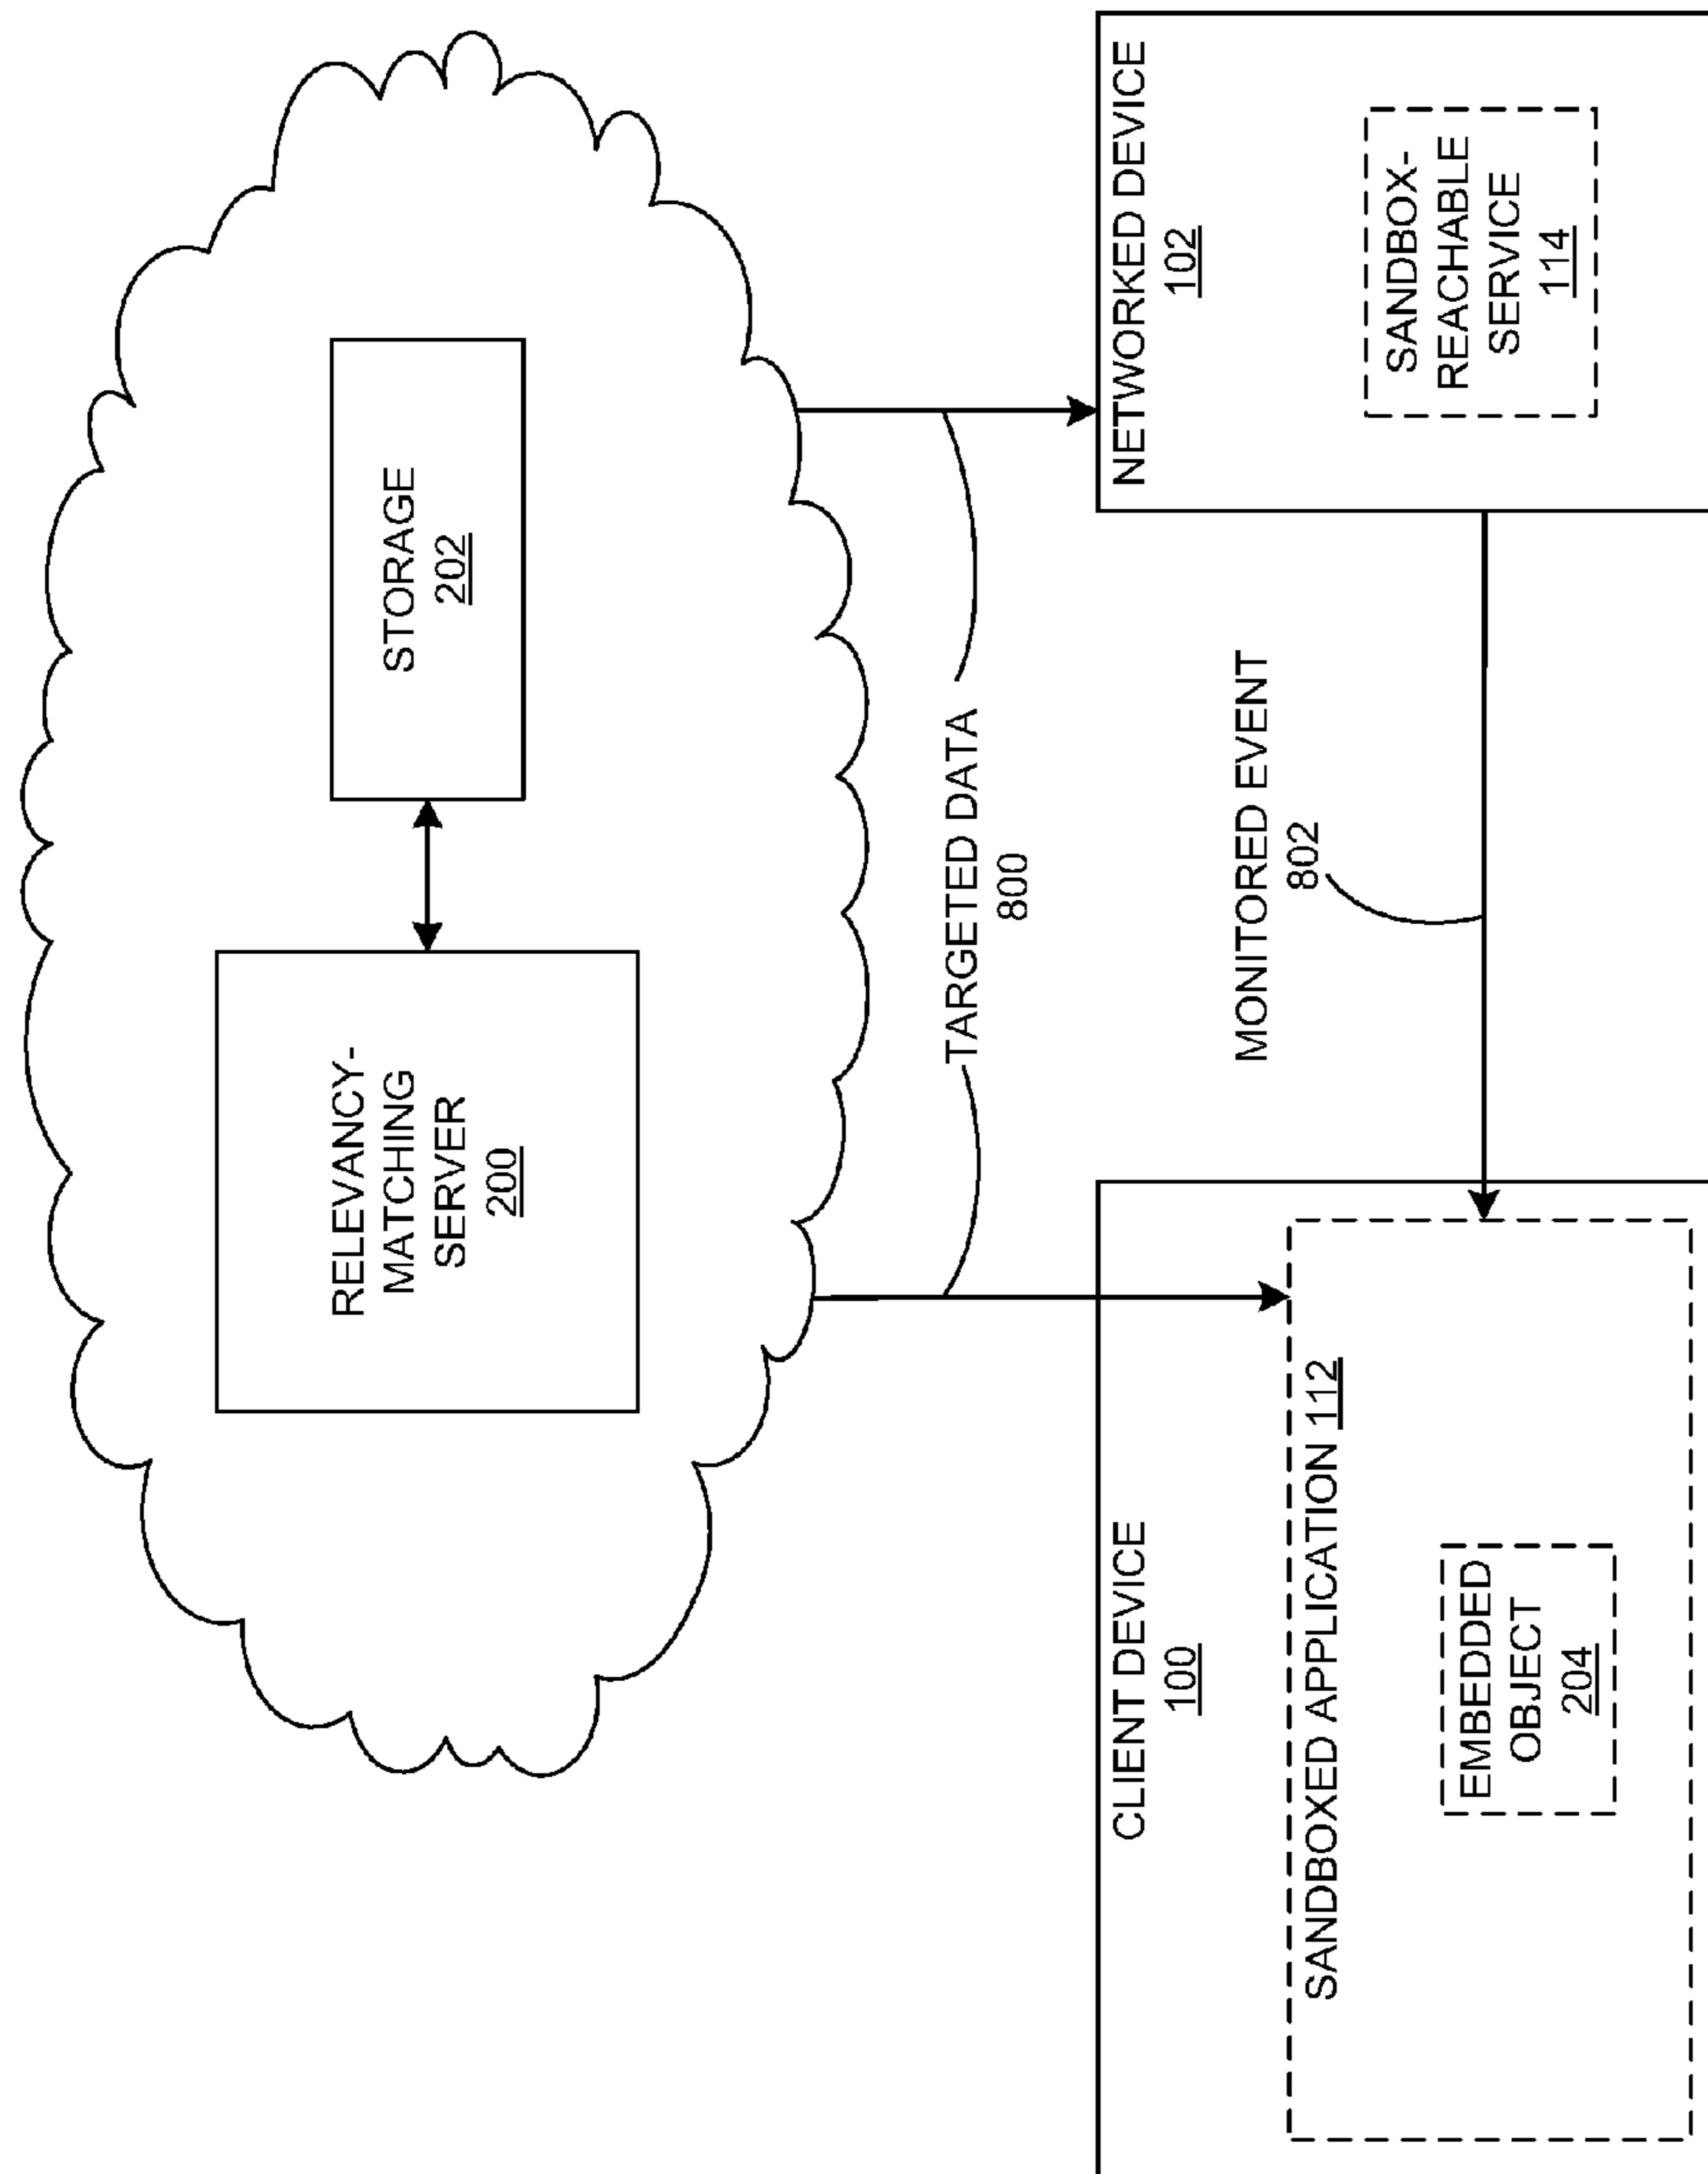 RELEVANCY-
MATCHING
SERVER
200
STORAGE
202
TARGETED DATA
800
MONITORED EVENT
802
CLIENT DEVICE
100
SANDBOXED APPLICATION 112
EMBEDDED
OBJECT
204
NETWORKED DEVICE
102
SANDBOX-
REACHABLE
SERVICE
114